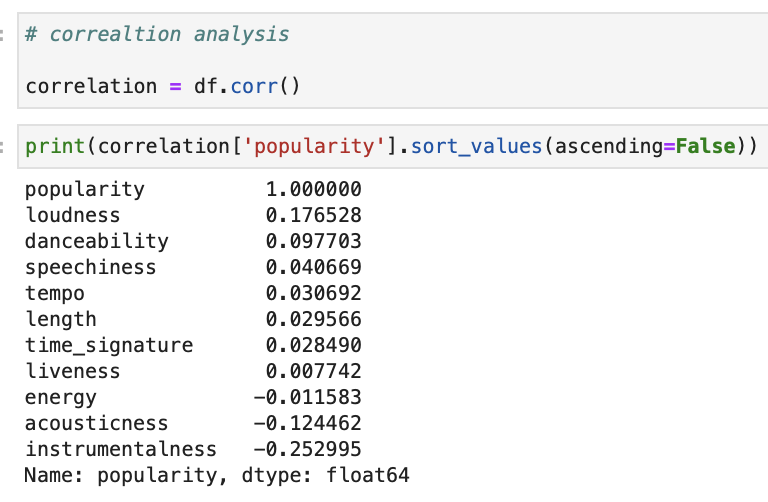 # correaltion analysis
correlation = df.corr()
print(correlation['popularity'].sort_values(ascending=False))
popularity 1.000000
loudness 0.176528
danceability 0.097703
speechiness 0.040669
tempo 0.030692
length 0.029566
time_signature 0.028490
liveness 0.007742
energy -0.011583
acousticness -0.124462
instrumentalness -0.252995
Name: popularity, dtype: float64